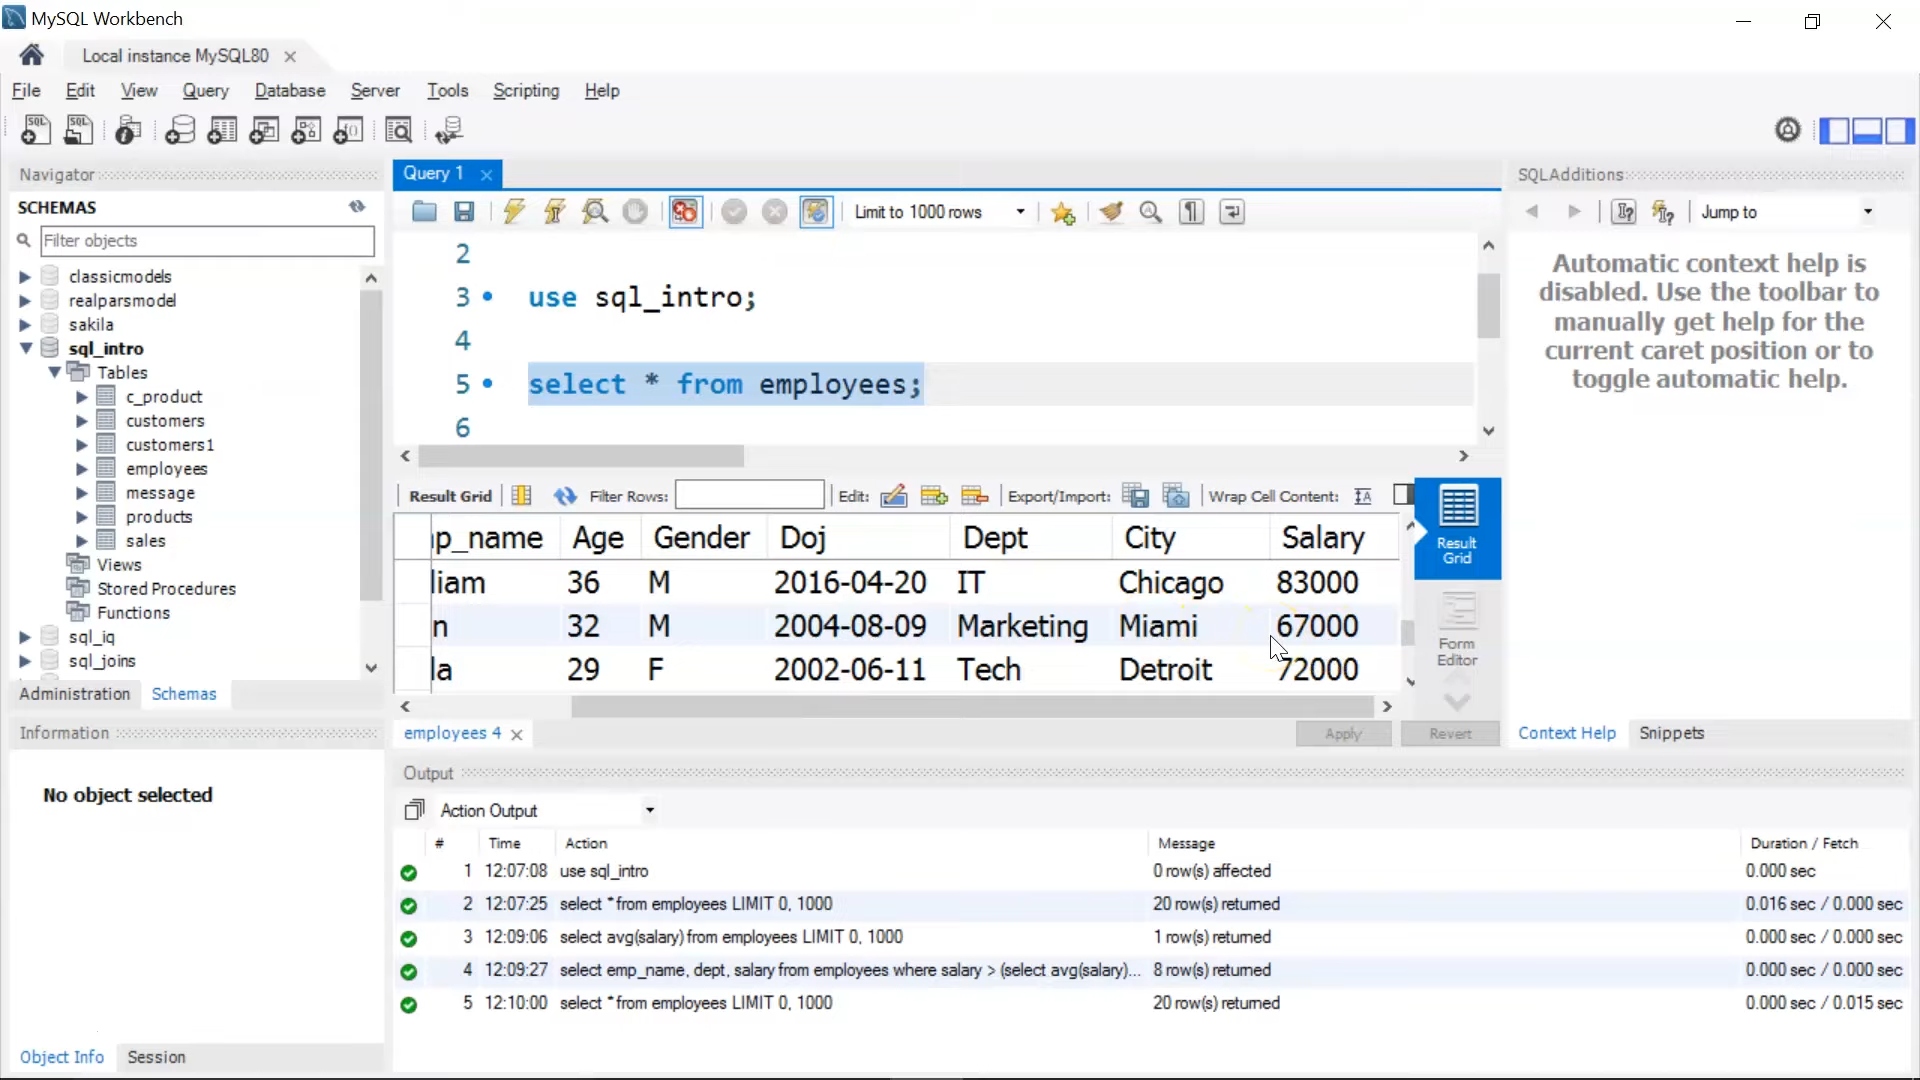 MySQL Workbench
Local instance MySQL80
File Edit View Query Database Server Tools Scripting Help
Navigator
SCHEMAS
Filter objects
classicmodels
realparsmodel
sakila
sql_intro
Tables
c_product
customers
customers1
employees
message
products
sales
Views
Stored Procedures
Functions
sql_iq
sql_joins
Administration Schemas
Information
No object selected
Object Info Session
Query 1
Limit to 1000 rows
2
3 use sql_intro;
4
5 select * from employees;
6
Result Grid Filter Rows: Edit: Export/Import: Wrap Cell Content:
p_name Age Gender Doj Dept City Salary
liam 36 M 2016-04-20 IT Chicago 83000
n 32 M 2004-08-09 Marketing Miami 67000
la 29 F 2002-06-11 Tech Detroit 72000
Result
Grid
Form
Editor
employees 4 Apply Revert
SQLAdditions
Jump to
Automatic context help is
disabled. Use the toolbar to
manually get help for the
current caret position or to
toggle automatic help.
Context Help Snippets
Output
Action Output
# Time Action Message Duration / Fetch
1 12:07:08 use sql_intro 0 row(s) affected 0.000 sec
2 12:07:25 select * from employees LIMIT 0, 1000 20 row(s) returned 0.016 sec / 0.000 sec
3 12:09:06 select avg(salary) from employees LIMIT 0, 1000 1 row(s) returned 0.000 sec / 0.000 sec
4 12:09:27 select emp_name, dept, salary from employees where salary > (select avg(salary)... 8 row(s) returned 0.000 sec / 0.000 sec
5 12:10:00 select * from employees LIMIT 0, 1000 20 row(s) returned 0.000 sec / 0.015 sec